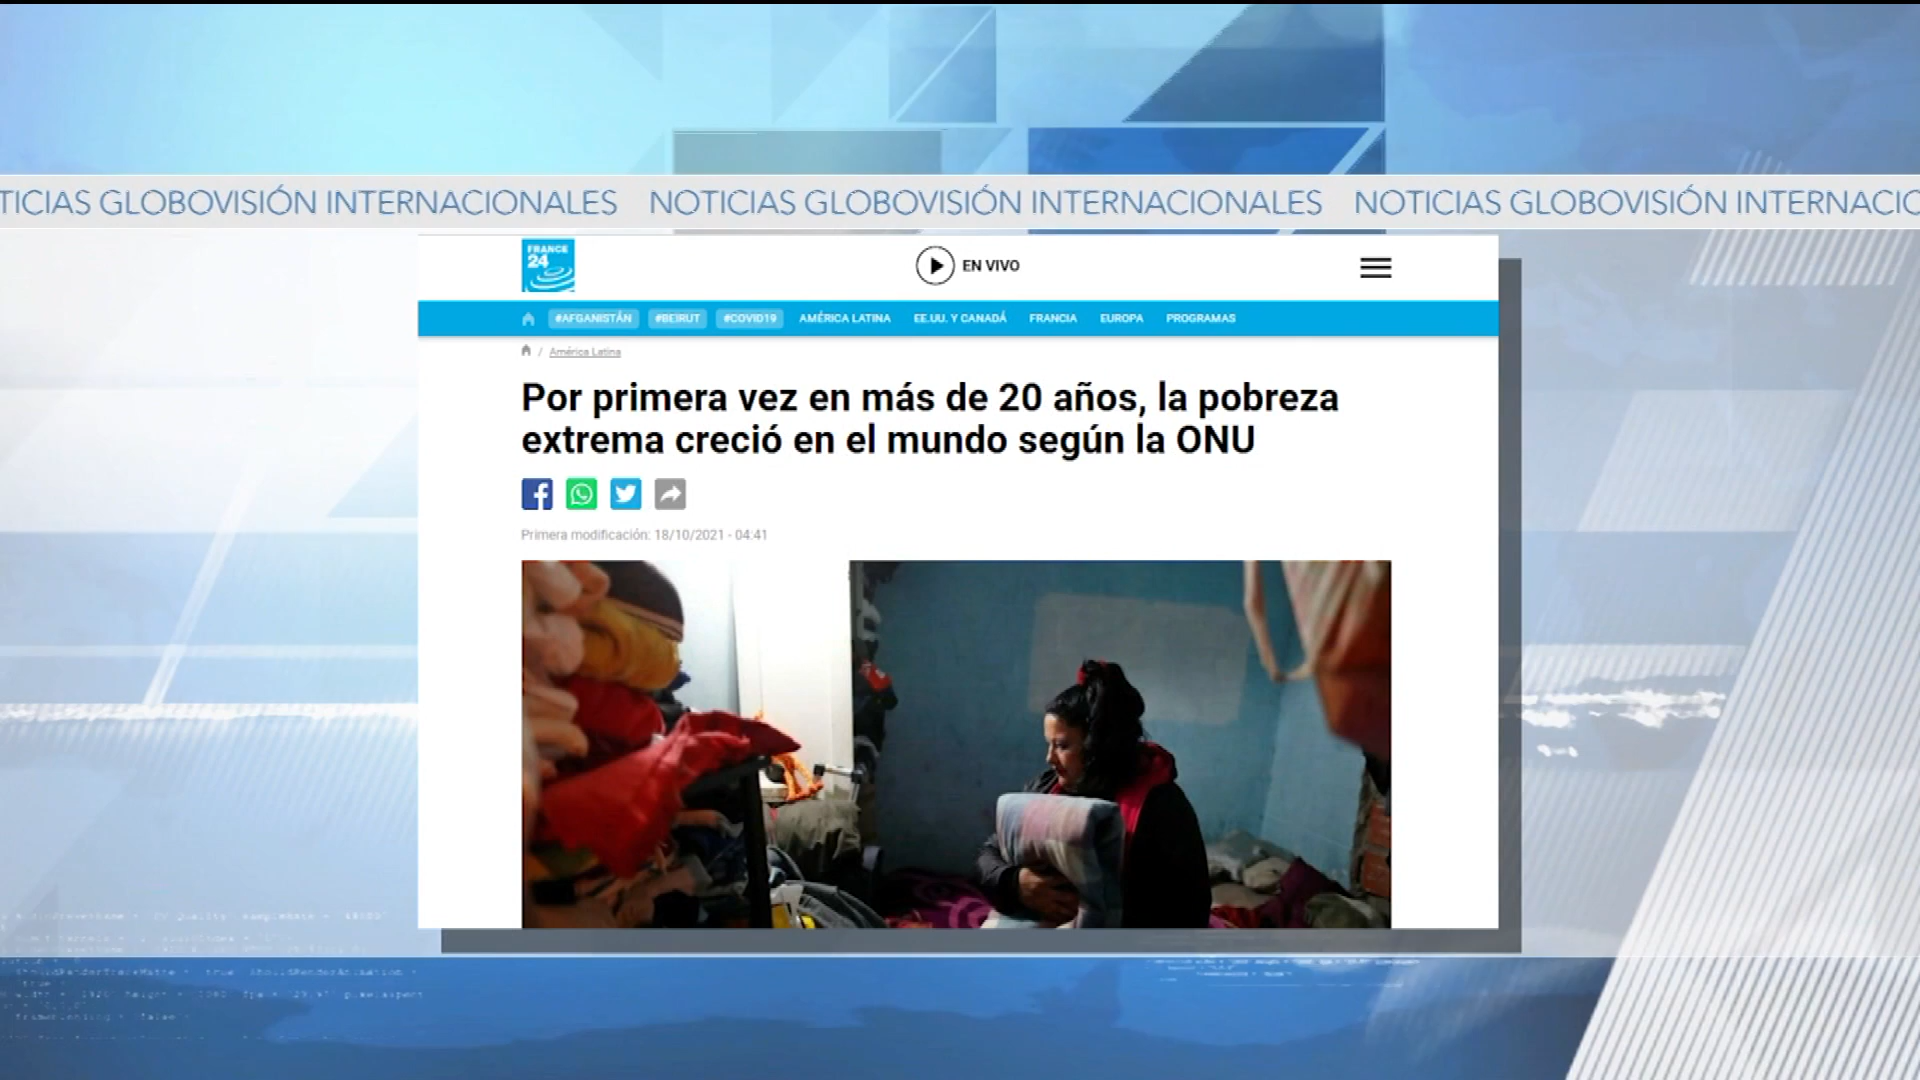 TICIAS GLOBOVISIÓN INTERNACIONALES NOTICIAS GLOBOVISIÓN INTERNACIONALES NOTICIAS GLOBOVISIÓN INTERNACIO
FRANCE
24
EN VIVO
#AFGANISTÁN #BEIRUT #COVID19 AMÉRICA LATINA EE.UU. Y CANADÁ FRANCIA EUROPA PROGRAMAS
/ América Latina
Por primera vez en más de 20 años, la pobreza
extrema creció en el mundo según la ONU
Primera modificación: 18/10/2021 - 04:41